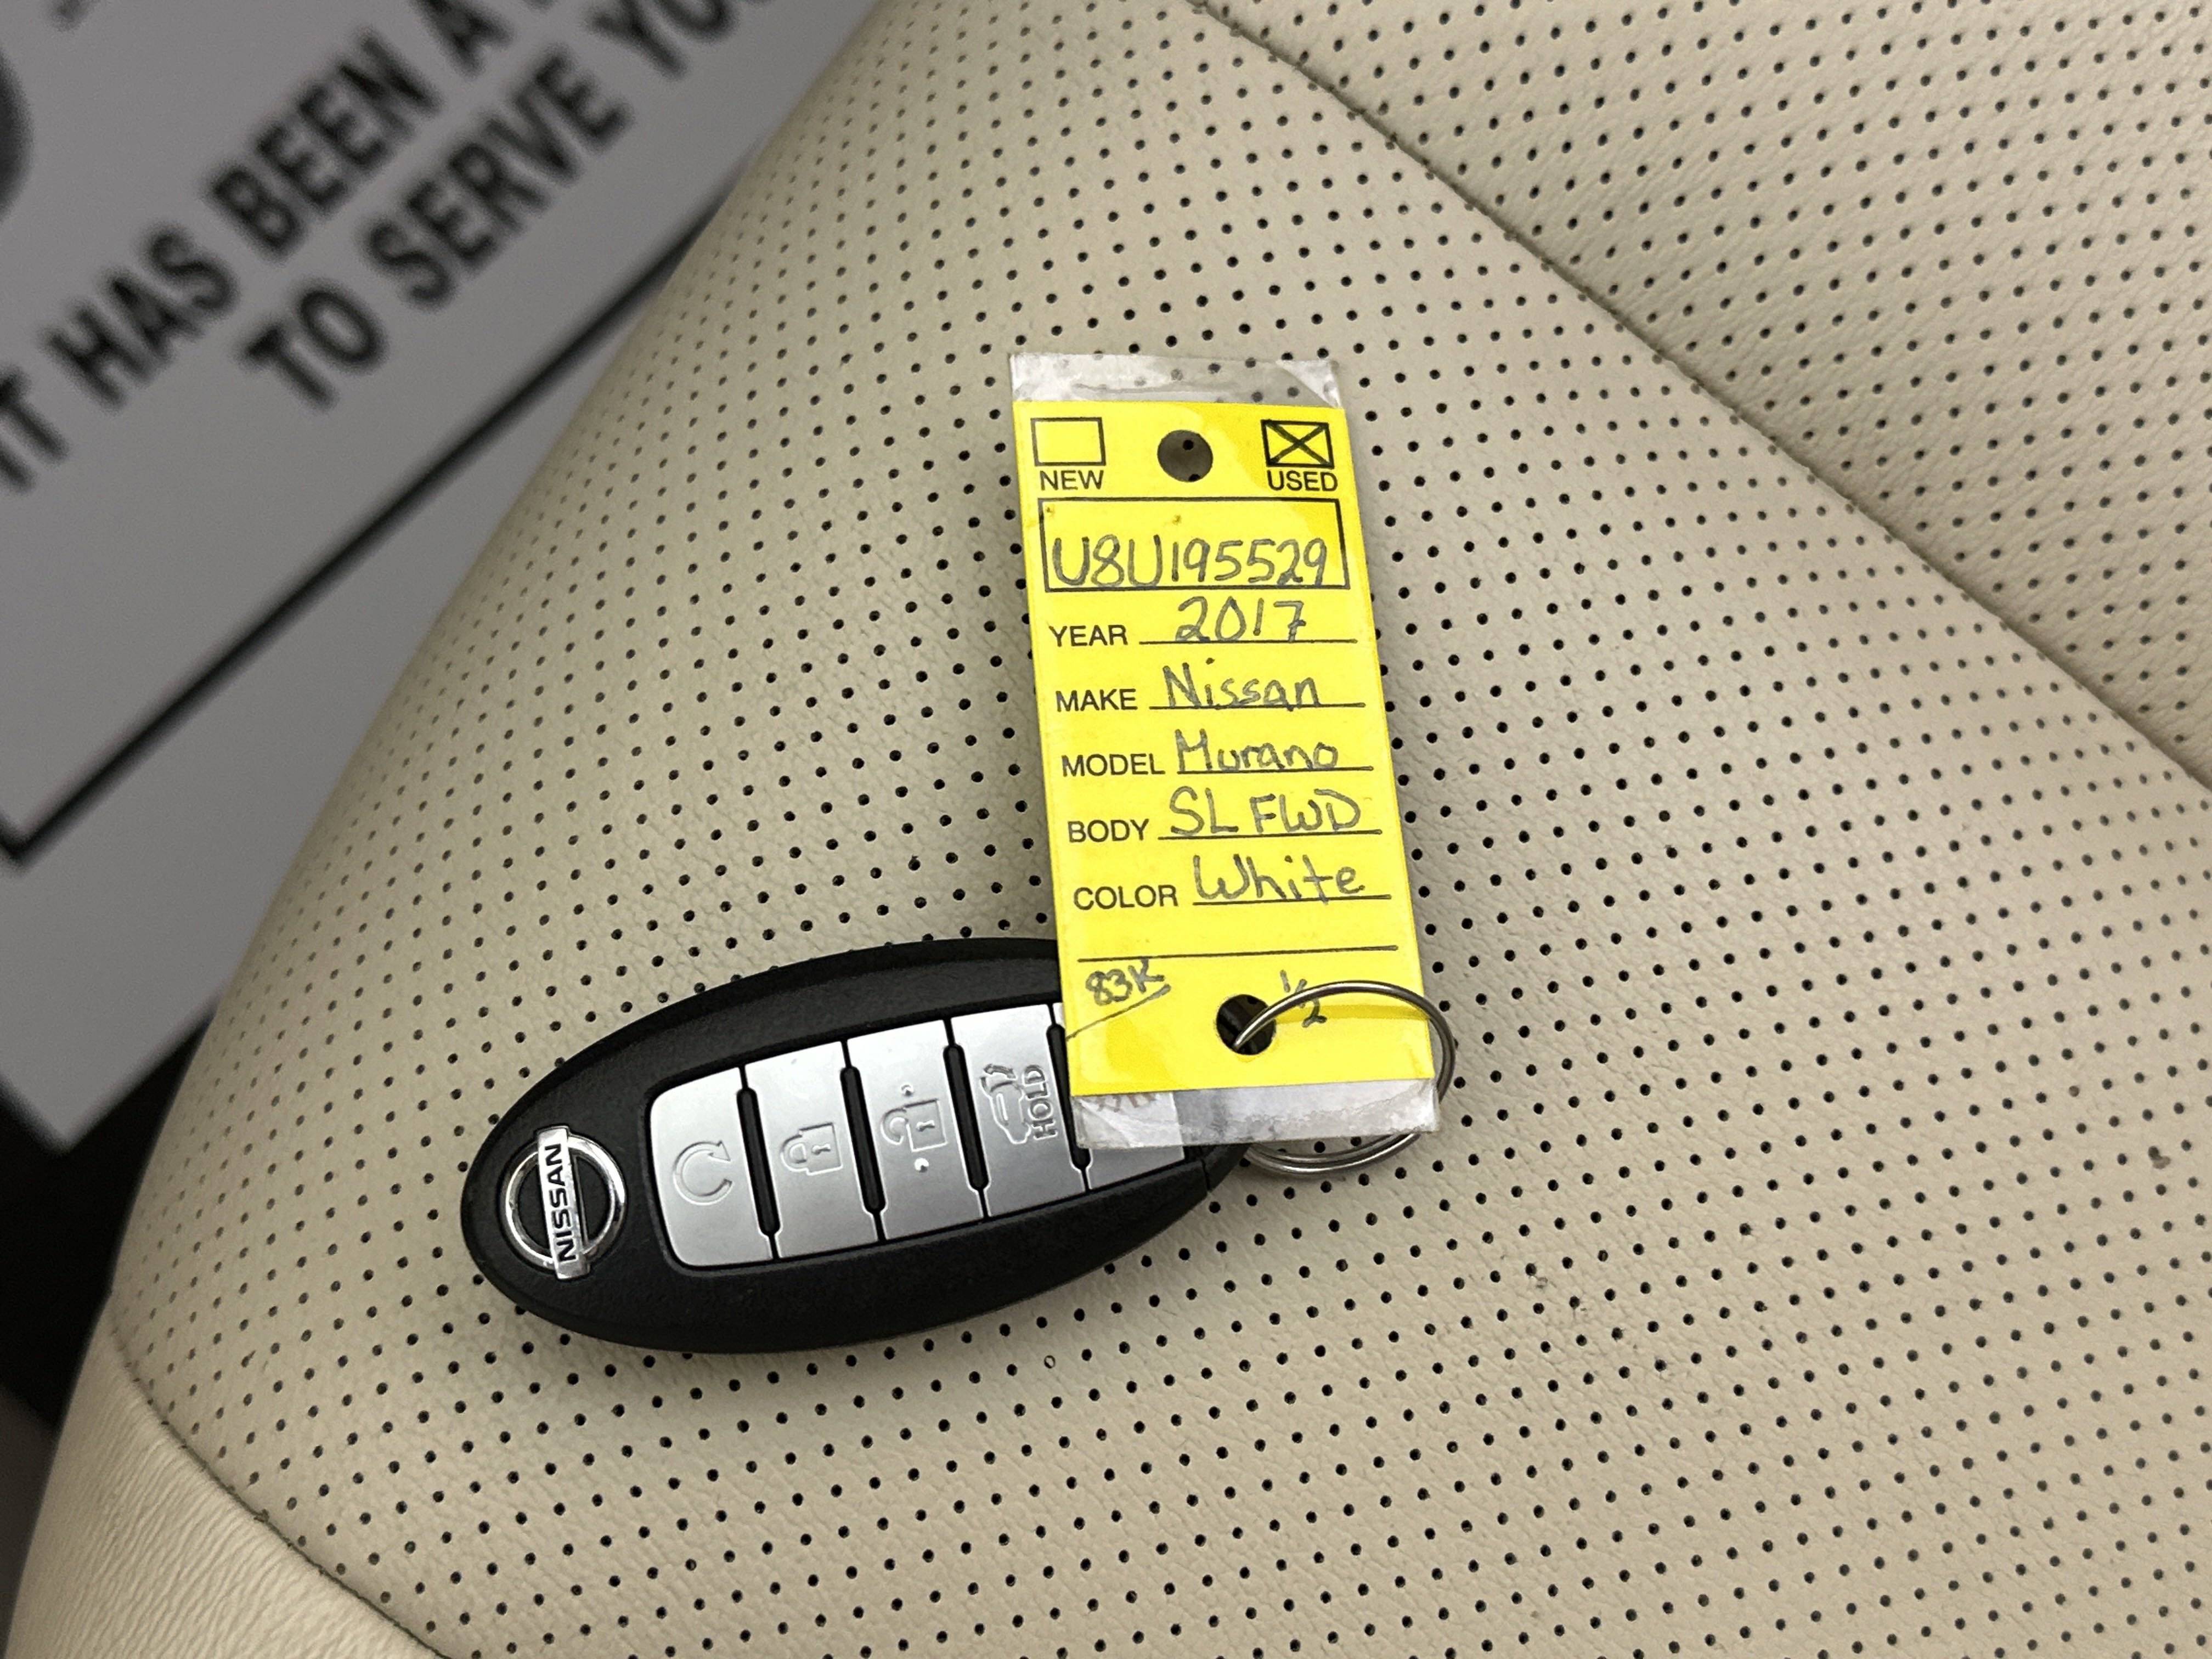 IT HAS BEEN A
TO SERVE YOU
NEW
USED
U8U195529
YEAR 2017
MAKE Nissan
MODEL Murano
BODY SL FWD
COLOR White
83K
1/2
HOLD
NISSAN